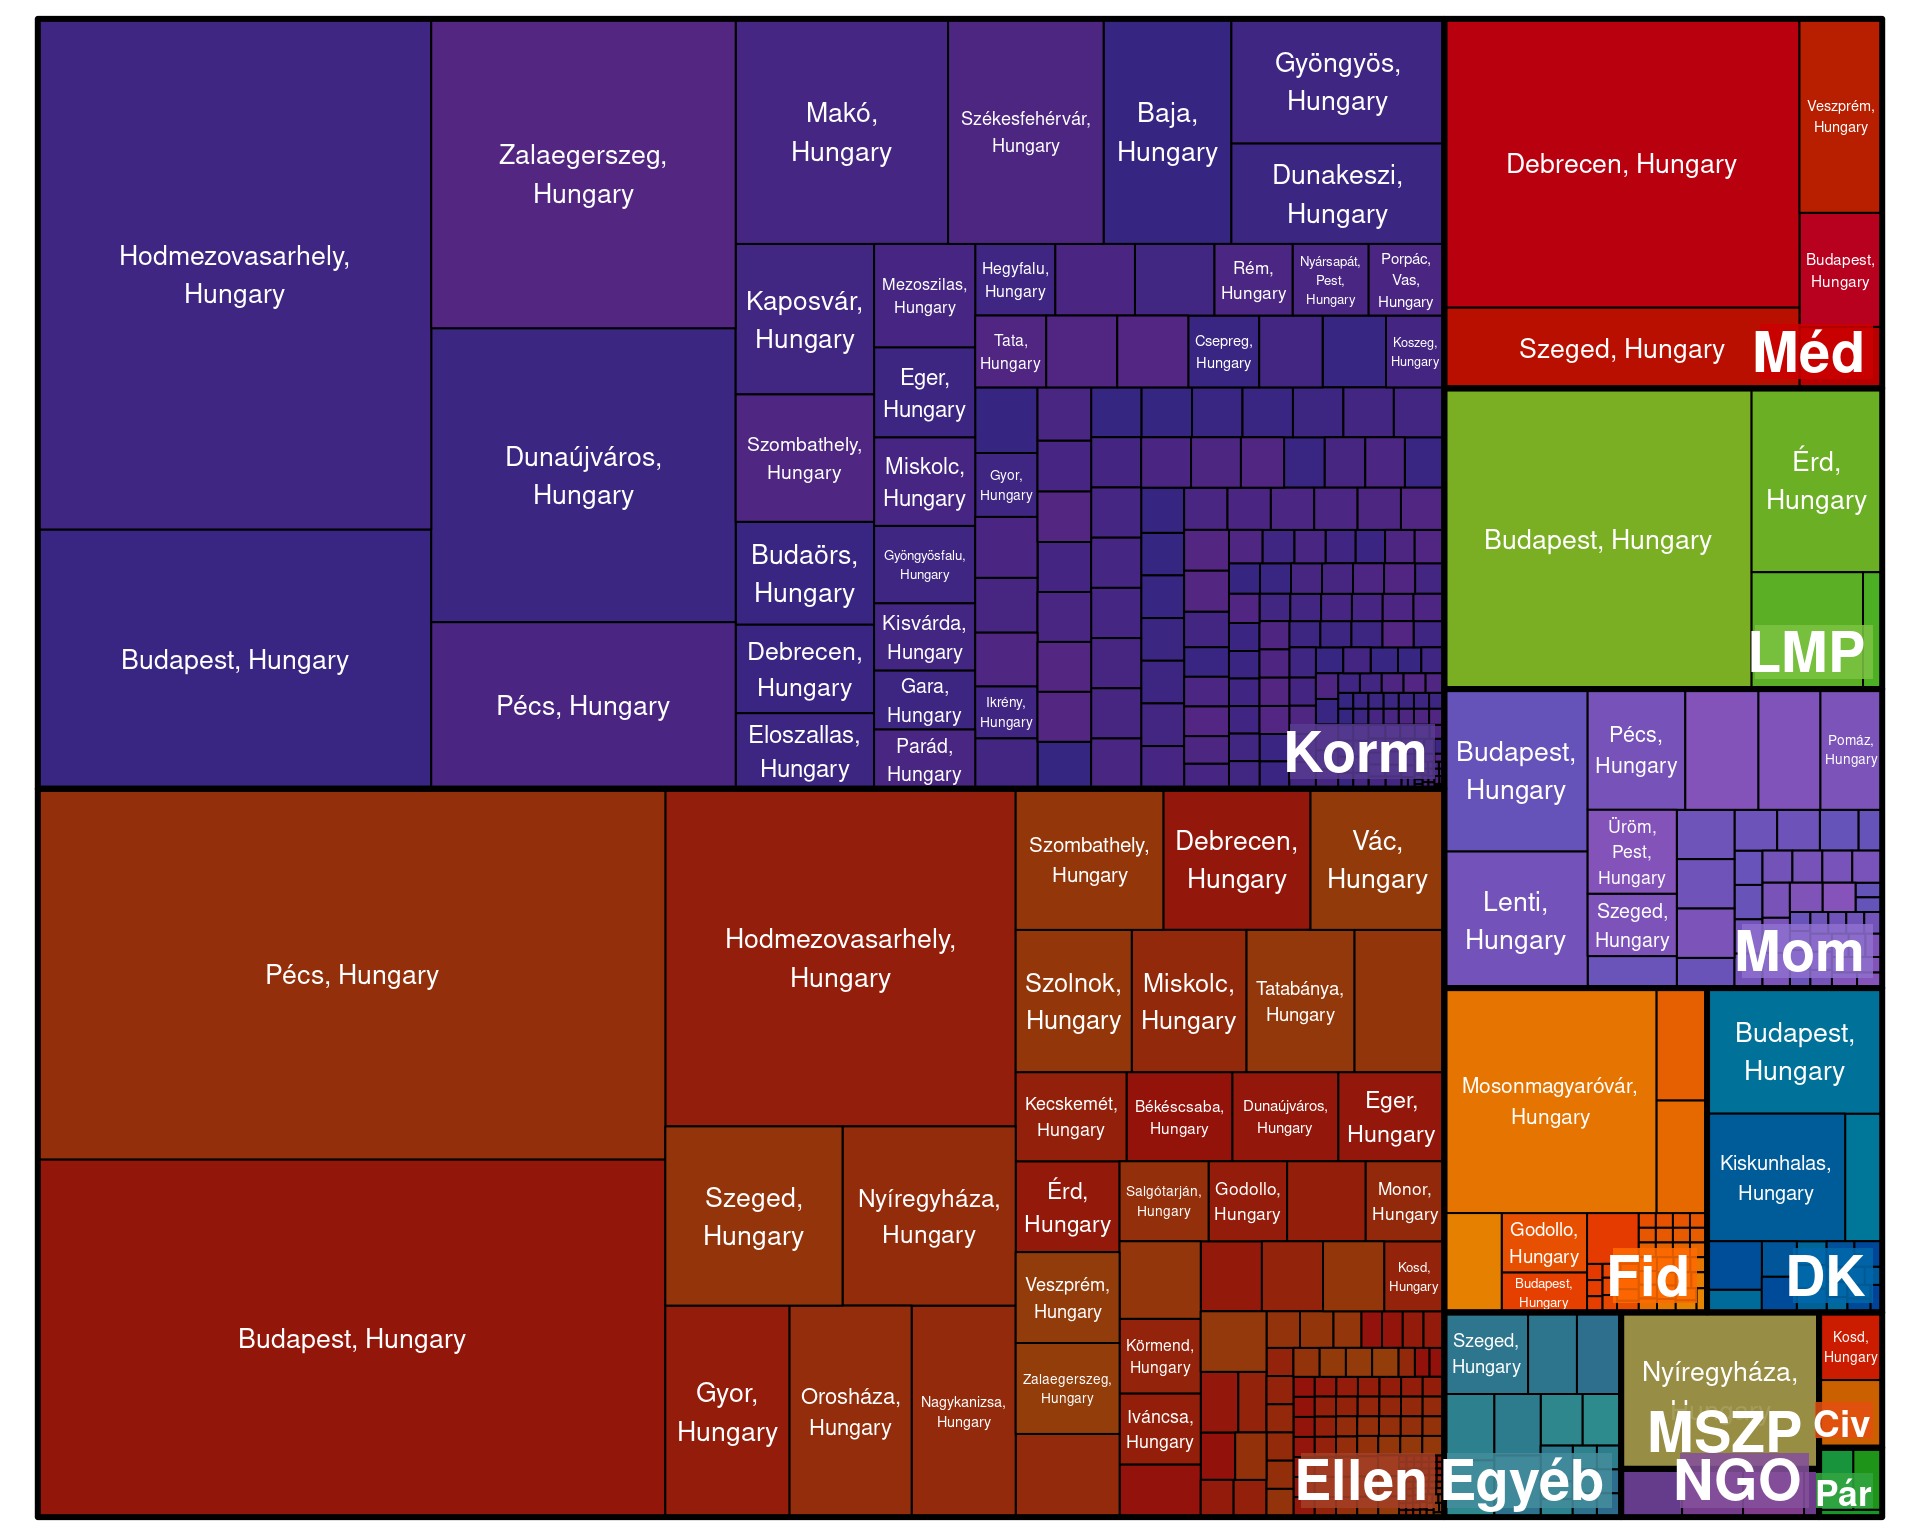 Hodmezovasarhely,
Hungary
Budapest, Hungary
Zalaegerszeg,
Hungary
Dunaújváros,
Hungary
Pécs, Hungary
Makó,
Hungary
Székesfehérvár,
Hungary
Baja,
Hungary
Gyöngyös,
Hungary
Dunakeszi,
Hungary
Kaposvár,
Hungary
Szombathely,
Hungary
Budaörs,
Hungary
Debrecen,
Hungary
Eloszallas,
Hungary
Mezoszilas,
Hungary
Eger,
Hungary
Miskolc,
Hungary
Gyöngyösfalu,
Hungary
Kisvárda,
Hungary
Gara,
Hungary
Parád,
Hungary
Hegyfalu,
Hungary
Rém,
Hungary
Nyársapát,
Pest,
Hungary
Porpác,
Vas,
Hungary
Tata,
Hungary
Csepreg,
Hungary
Koszeg,
Hungary
Gyor,
Hungary
Ikrény,
Hungary
Korm
Pécs, Hungary
Budapest, Hungary
Hodmezovasarhely,
Hungary
Szeged,
Hungary
Nyíregyháza,
Hungary
Gyor,
Hungary
Orosháza,
Hungary
Nagykanizsa,
Hungary
Szombathely,
Hungary
Debrecen,
Hungary
Vác,
Hungary
Szolnok,
Hungary
Miskolc,
Hungary
Tatabánya,
Hungary
Kecskemét,
Hungary
Békéscsaba,
Hungary
Dunaújváros,
Hungary
Eger,
Hungary
Érd,
Hungary
Salgótarján,
Hungary
Godollo,
Hungary
Monor,
Hungary
Veszprém,
Hungary
Kosd,
Hungary
Zalaegerszeg,
Hungary
Körmend,
Hungary
Iváncsa,
Hungary
Ellen
Debrecen, Hungary
Veszprém,
Hungary
Budapest,
Hungary
Szeged, Hungary
Méd
Budapest, Hungary
Érd,
Hungary
LMP
Budapest,
Hungary
Lenti,
Hungary
Pécs,
Hungary
Pomáz,
Hungary
Üröm,
Pest,
Hungary
Szeged,
Hungary
Mom
Mosonmagyaróvár,
Hungary
Godollo,
Hungary
Budapest,
Hungary
Fid
Budapest,
Hungary
Kiskunhalas,
Hungary
DK
Szeged,
Hungary
Egyéb
Nyíregyháza,
Hungary
MSZP
NGO
Kosd,
Hungary
Civ
Pár